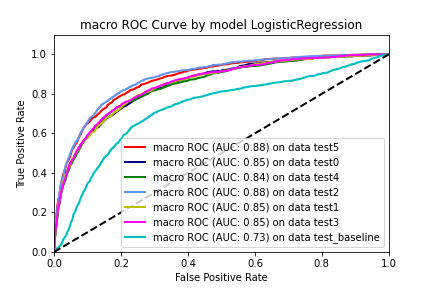 macro ROC Curve by model LogisticRegression
True Positive Rate
1.0
0.8
0.6
0.4
0.2
0.0
macro ROC (AUC: 0.88) on data test5
macro ROC (AUC: 0.85) on data test0
macro ROC (AUC: 0.84) on data test4
macro ROC (AUC: 0.88) on data test2
macro ROC (AUC: 0.85) on data test1
macro ROC (AUC: 0.85) on data test3
macro ROC (AUC: 0.73) on data test_baseline
0.0 0.2 0.4 0.6 0.8 1.0
False Positive Rate